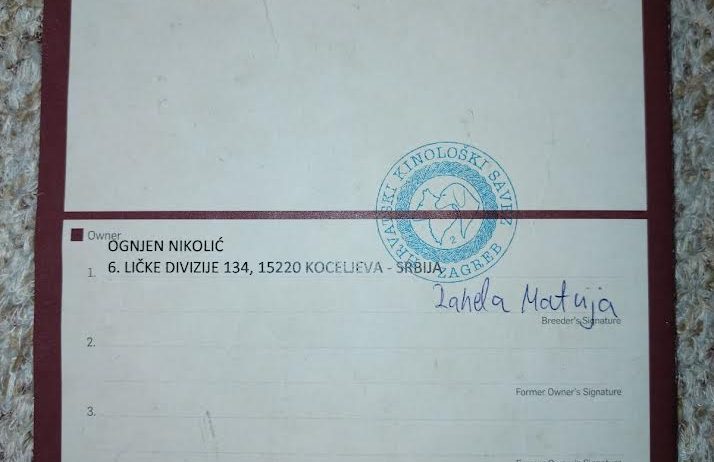 HRVATSKI KINOLOŠKI SAVEZ
ZAGREB
2
Owner
OGNJEN NIKOLIĆ
1. 6. LIČKE DIVIZIJE 134, 15220 KOCELJEVA - SRBIJA
Matija
Breeder's Signature
2.
Former Owner's Signature
3.